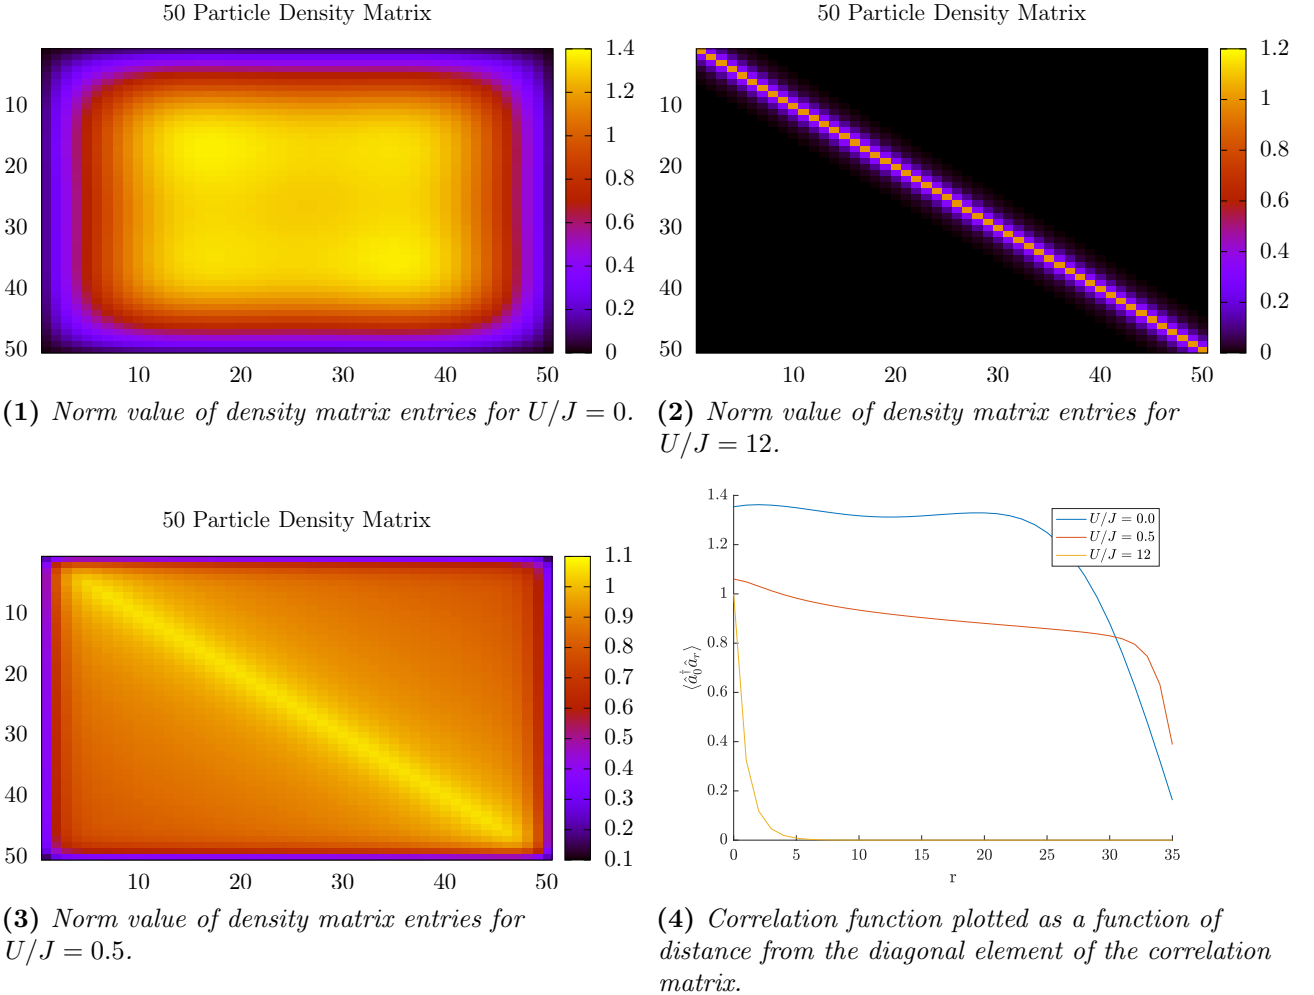 50 Particle Density Matrix
10
20
30
40
50
10 20 30 40 50
1.4
1.2
1
0.8
0.6
0.4
0.2
0
(1) Norm value of density matrix entries for U/J = 0.
50 Particle Density Matrix
10
20
30
40
50
10 20 30 40 50
1.2
1
0.8
0.6
0.4
0.2
0
(2) Norm value of density matrix entries for
U/J = 12.
50 Particle Density Matrix
10
20
30
40
50
10 20 30 40 50
1.1
1
0.9
0.8
0.7
0.6
0.5
0.4
0.3
0.2
0.1
(3) Norm value of density matrix entries for
U/J = 0.5.
1.4
1.2
1
0.8
0.6
0.4
0.2
0
⟨â₀†âᵣ⟩
0 5 10 15 20 25 30 35
r
U/J = 0.0
U/J = 0.5
U/J = 12
(4) Correlation function plotted as a function of
distance from the diagonal element of the correlation
matrix.